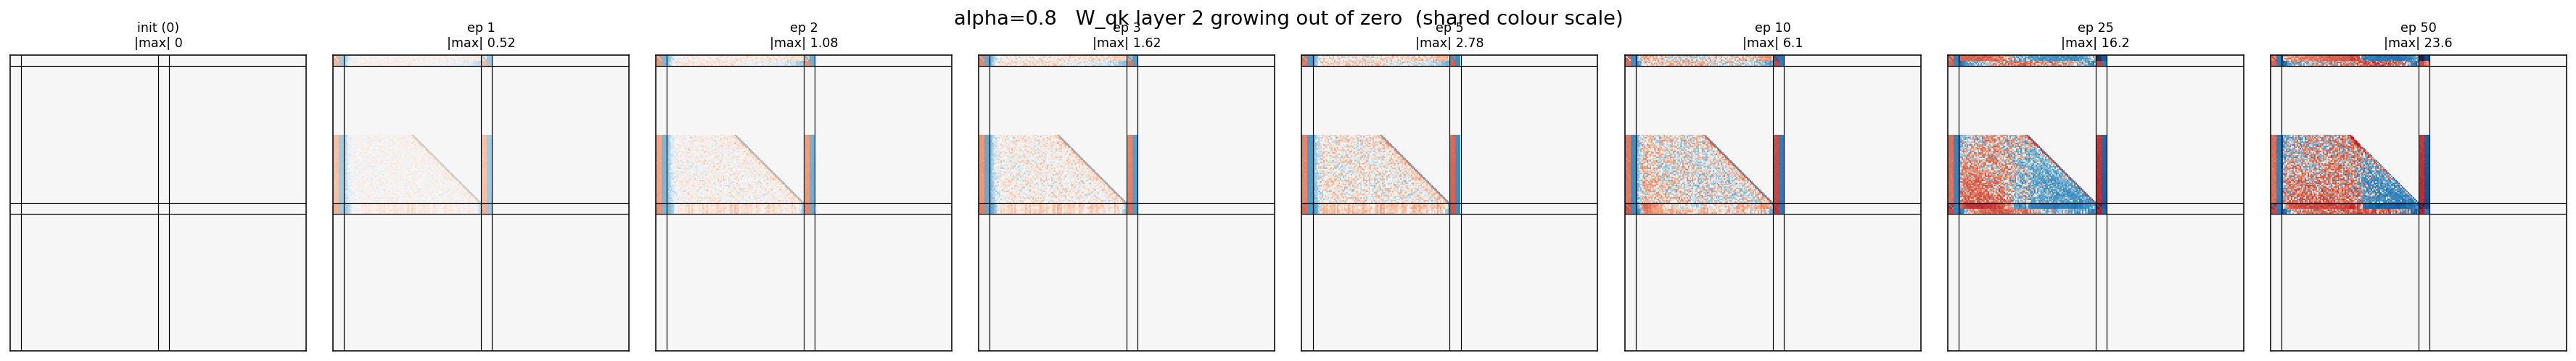 alpha=0.8 W_qk layer 2 growing out of zero (shared colour scale)
init (0)
|max| 0
ep 1
|max| 0.52
ep 2
|max| 1.08
ep 3
|max| 1.62
ep 5
|max| 2.78
ep 10
|max| 6.1
ep 25
|max| 16.2
ep 50
|max| 23.6